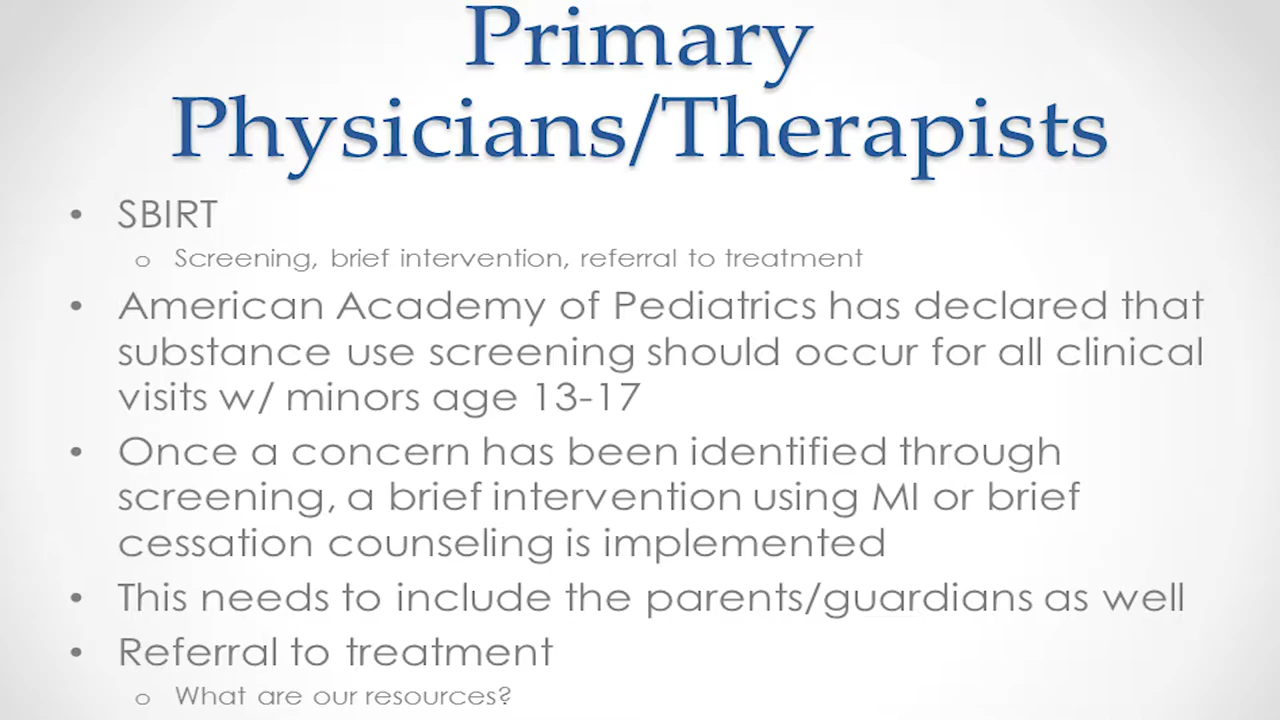 Primary
Physicians/Therapists
• SBIRT
o Screening, brief intervention, referral to treatment
• American Academy of Pediatrics has declared that
substance use screening should occur for all clinical
visits w/ minors age 13-17
• Once a concern has been identified through
screening, a brief intervention using MI or brief
cessation counseling is implemented
• This needs to include the parents/guardians as well
• Referral to treatment
o What are our resources?